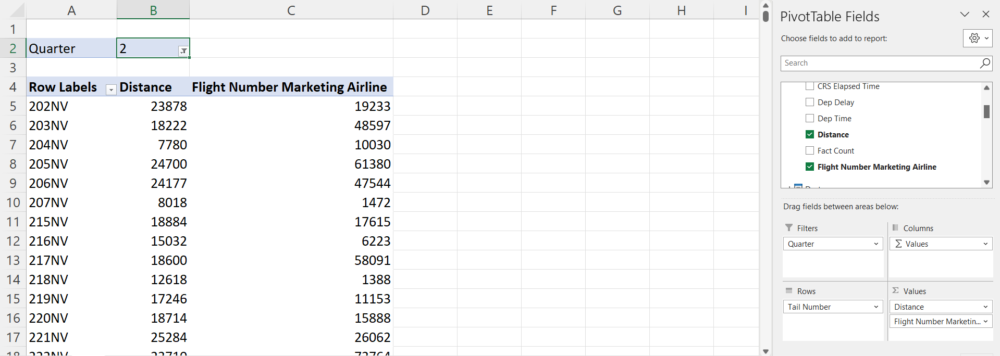 A B C D E F G H I
1
2 Quarter 2
3
4 Row Labels Distance Flight Number Marketing Airline
5 202NV 23878 19233
6 203NV 18222 48597
7 204NV 7780 10030
8 205NV 24700 61380
9 206NV 24177 47544
10 207NV 8018 1472
11 215NV 18884 17615
12 216NV 15032 6223
13 217NV 18600 58091
14 218NV 12618 1388
15 219NV 17246 11153
16 220NV 18714 15888
17 221NV 25284 26062
PivotTable Fields
Choose fields to add to report:
Search
CRS Elapsed Time
Dep Delay
Dep Time
Distance
Fact Count
Flight Number Marketing Airline
Drag fields between areas below:
Filters
Quarter
Columns
Σ Values
Rows
Tail Number
Σ Values
Distance
Flight Number Marketin...